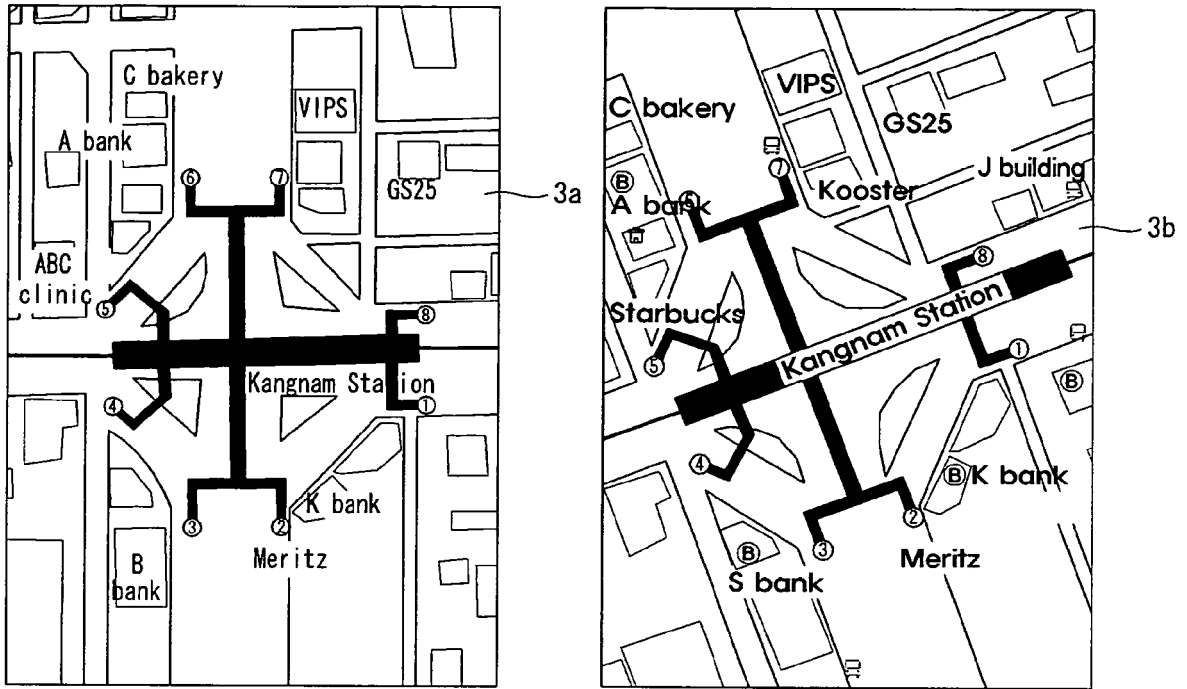 C bakery
VIPS
A bank
⑥
⑦
GS25
3a
ABC
clinic
⑤
⑧
Kangnam Station
④
①
K bank
③
②
Meritz
B
bank
VIPS
C bakery
GS25
⑦
J building
B
Kooster
A bank
⑥
3b
⑧
Starbucks
Kangnam Station
①
⑤
B
④
B
K bank
②
③
B
Meritz
S bank